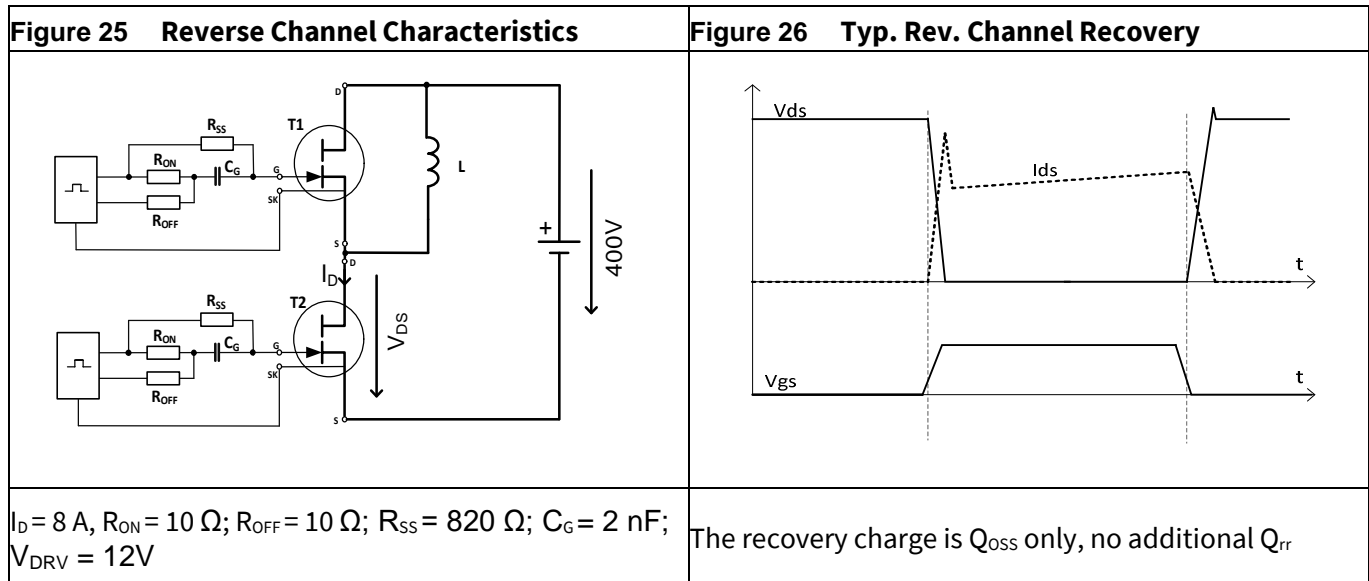 Figure 25 Reverse Channel Characteristics
Figure 26 Typ. Rev. Channel Recovery
D
RSS
T1
RON
CG
G
L
SK
ROFF
S
D
+
400V
ID
RSS
T2
VDS
RON
CG
G
SK
ROFF
S
Vds
Ids
t
Vgs
t
ID = 8 A, RON = 10 Ω; ROFF = 10 Ω; RSS = 820 Ω; CG = 2 nF;
VDRV = 12V
The recovery charge is QOSS only, no additional Qrr